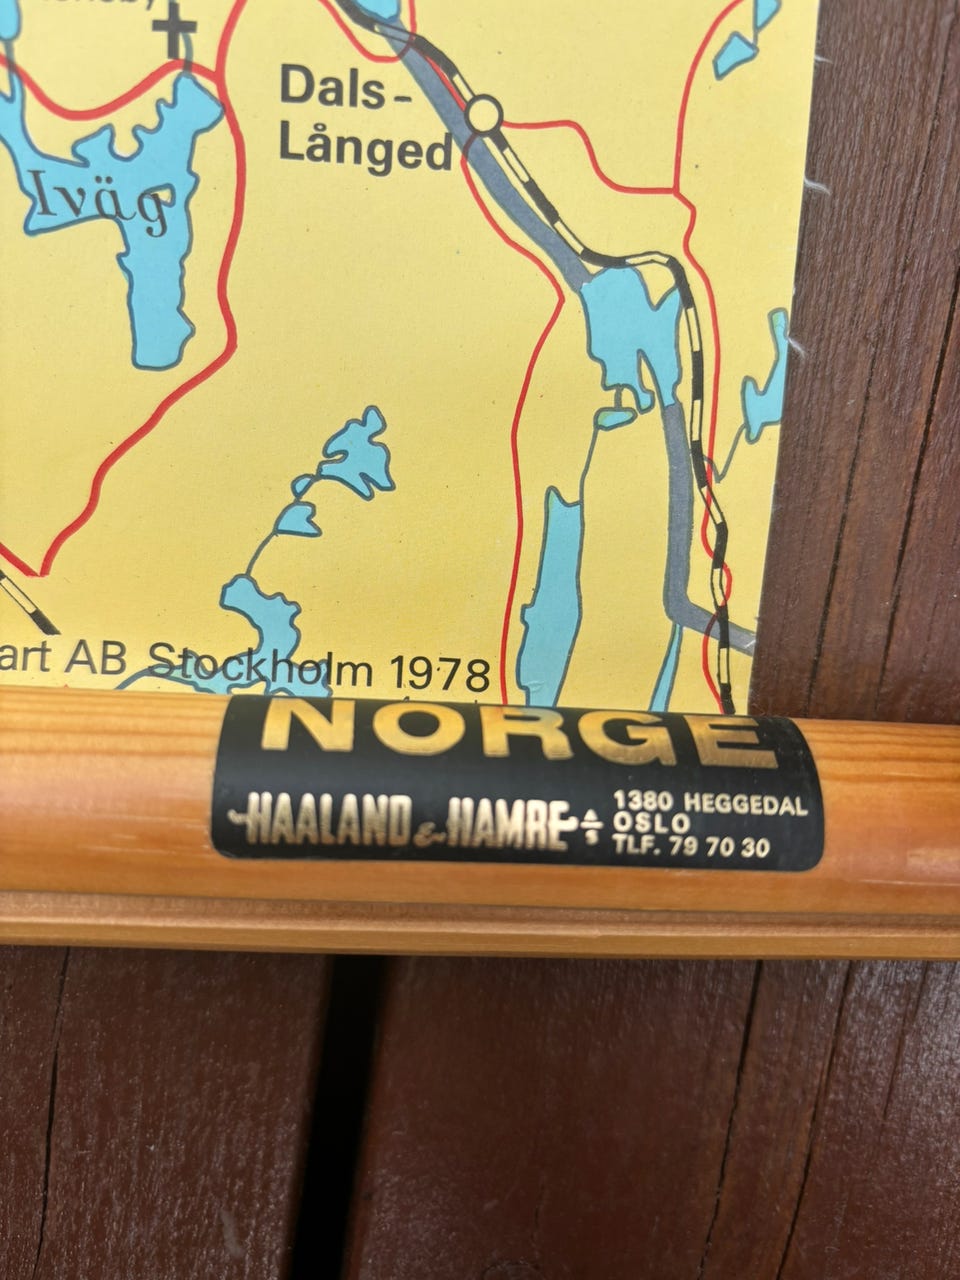 Dals-
Långed
Iväg
art AB Stockholm 1978
NORGE
HAALAND & HAMRE A/S
1380 HEGGEDAL
OSLO
TLF. 79 70 30